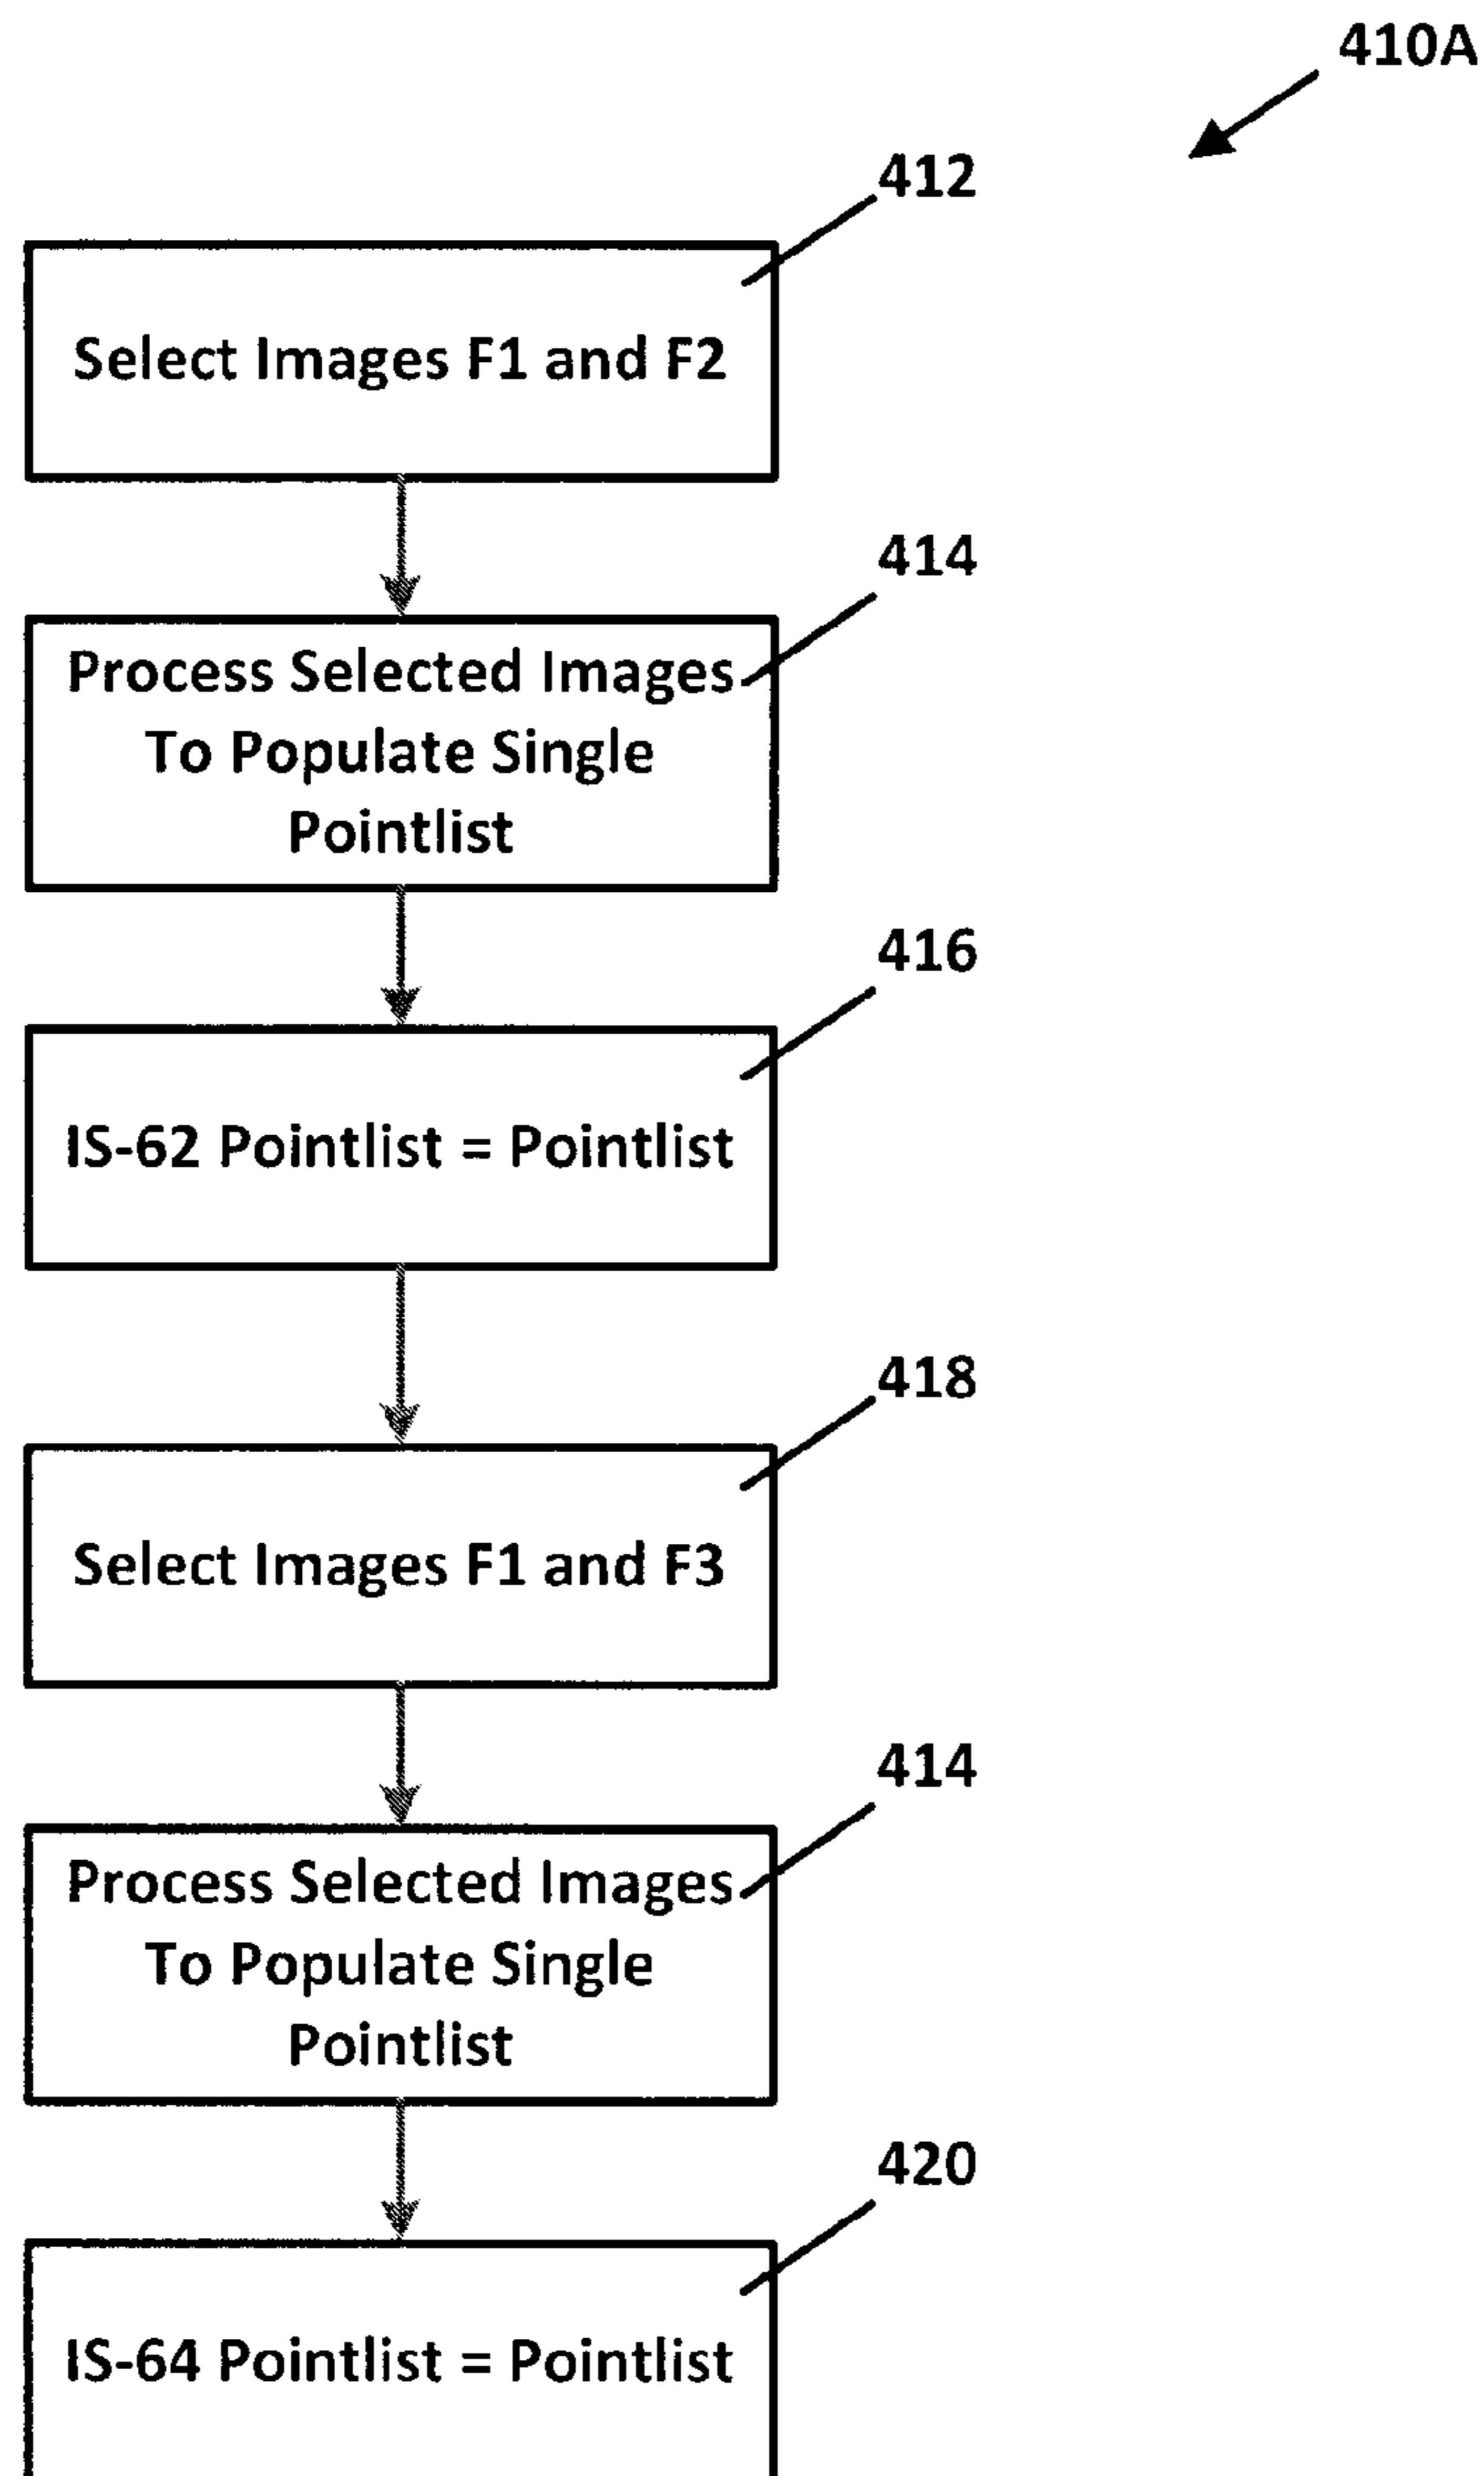 410A
412
Select Images F1 and F2
414
Process Selected Images
To Populate Single
Pointlist
416
IS-62 Pointlist = Pointlist
418
Select Images F1 and F3
414
Process Selected Images
To Populate Single
Pointlist
420
IS-64 Pointlist = Pointlist